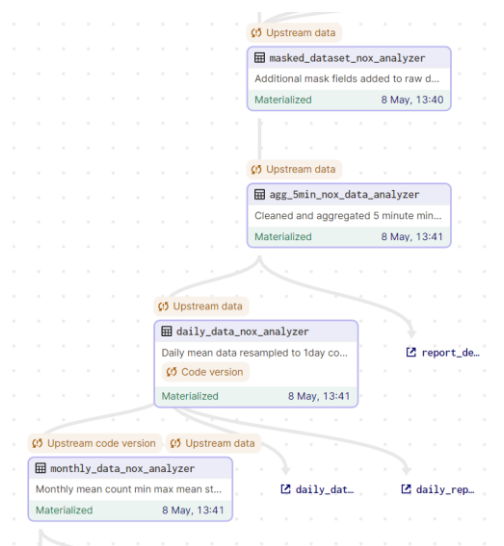 Upstream data
masked_dataset_nox_analyzer
Additional mask fields added to raw d...
Materialized 8 May, 13:40
Upstream data
agg_5min_nox_data_analyzer
Cleaned and aggregated 5 minute min...
Materialized 8 May, 13:41
Upstream data
daily_data_nox_analyzer
Daily mean data resampled to 1day co...
Code version
Materialized 8 May, 13:41
report_de…
Upstream code version Upstream data
monthly_data_nox_analyzer
Monthly mean count min max mean st...
Materialized 8 May, 13:41
daily_dat…
daily_rep…